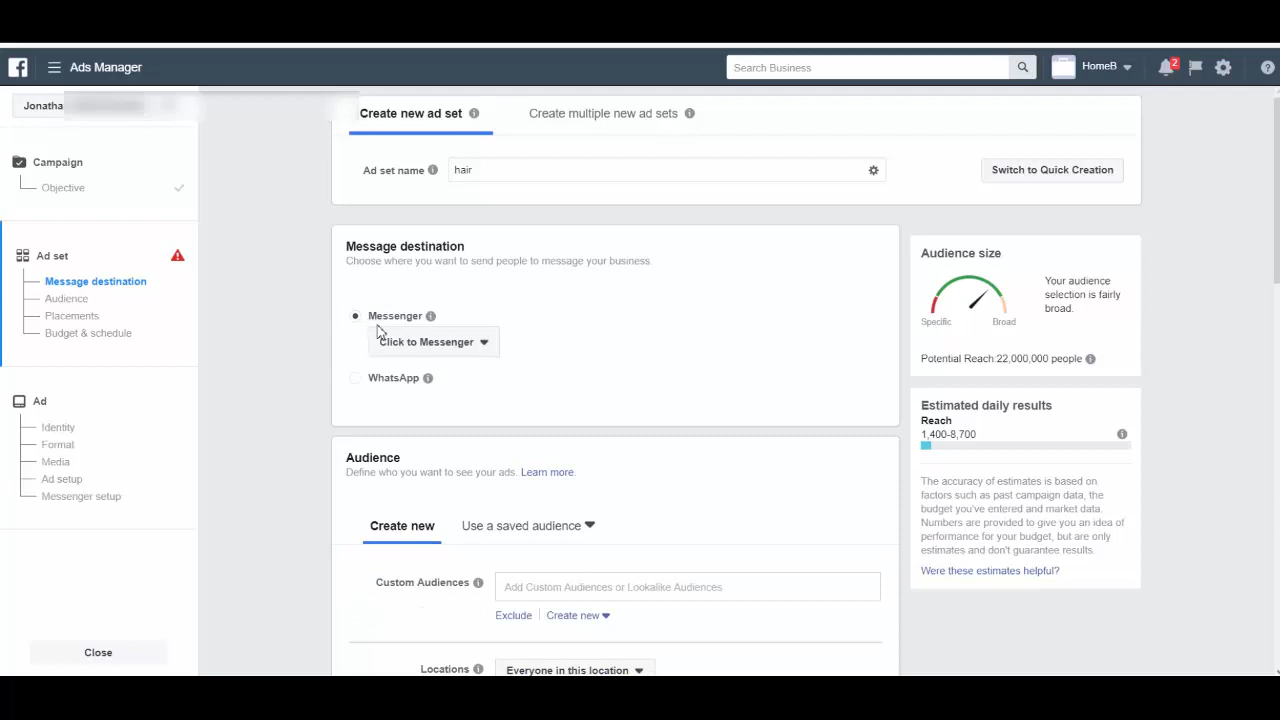 Ads Manager
Search Business
HomeB
2
Jonatha
Campaign
Objective
Ad set
Message destination
Audience
Placements
Budget & schedule
Ad
Identity
Format
Media
Ad setup
Messenger setup
Close
Create new ad set
Create multiple new ad sets
Ad set name
hair
Switch to Quick Creation
Message destination
Choose where you want to send people to message your business.
Messenger
Click to Messenger
WhatsApp
Audience
Define who you want to see your ads. Learn more.
Create new
Use a saved audience
Custom Audiences
Add Custom Audiences or Lookalike Audiences
Exclude
Create new
Locations
Everyone in this location
Audience size
Specific
Broad
Your audience
selection is fairly
broad.
Potential Reach:22,000,000 people
Estimated daily results
Reach
1,400-8,700
The accuracy of estimates is based on
factors such as past campaign data, the
budget you've entered and market data.
Numbers are provided to give you an idea of
performance for your budget, but are only
estimates and don't guarantee results.
Were these estimates helpful?